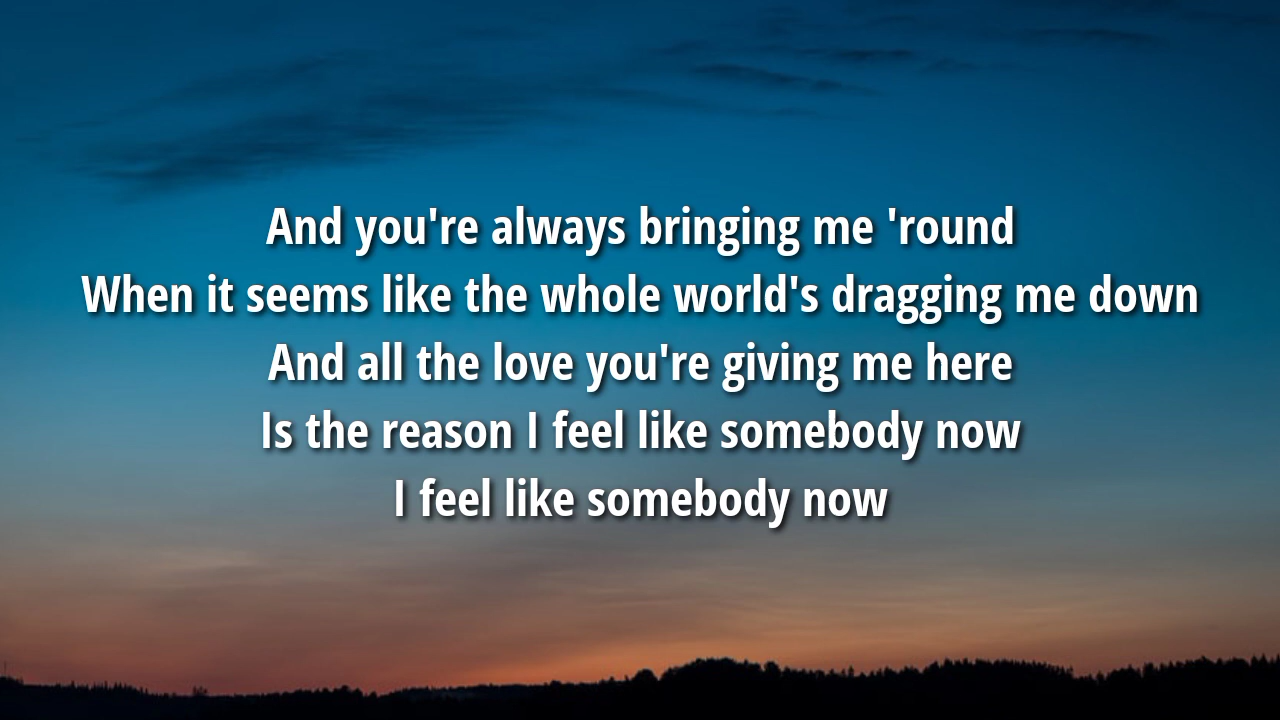 And you're always bringing me 'round
When it seems like the whole world's dragging me down
And all the love you're giving me here
Is the reason I feel like somebody now
I feel like somebody now